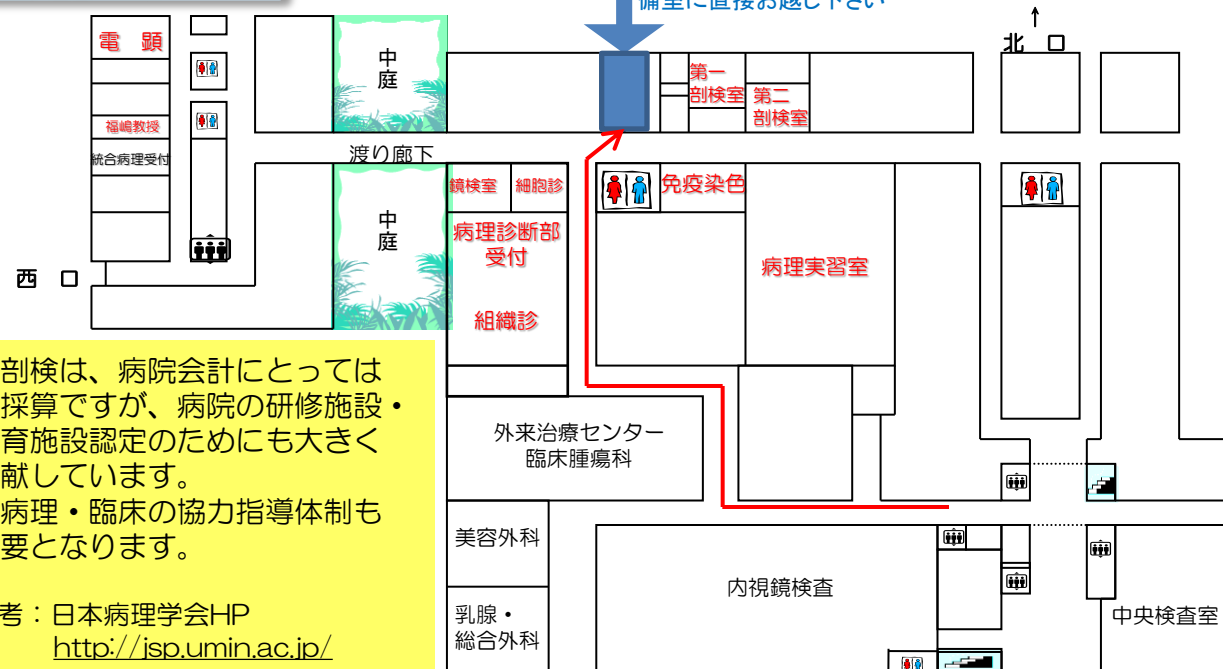 備室に直接お越し下さい
北 口
電 顕
中
庭
第一
剖検室
第二
剖検室
福嶋教授
統合病理受付
渡り廊下
鏡検室
細胞診
免疫染色
中
庭
病理診断部
受付
病理実習室
西 口
組織診
剖検は、病院会計にとっては
採算ですが、病院の研修施設・
育施設認定のためにも大きく
献しています。
病理・臨床の協力指導体制も
要となります。
考：日本病理学会HP
http://jsp.umin.ac.jp/
外来治療センター
臨床腫瘍科
美容外科
内視鏡検査
乳腺・
総合外科
中央検査室